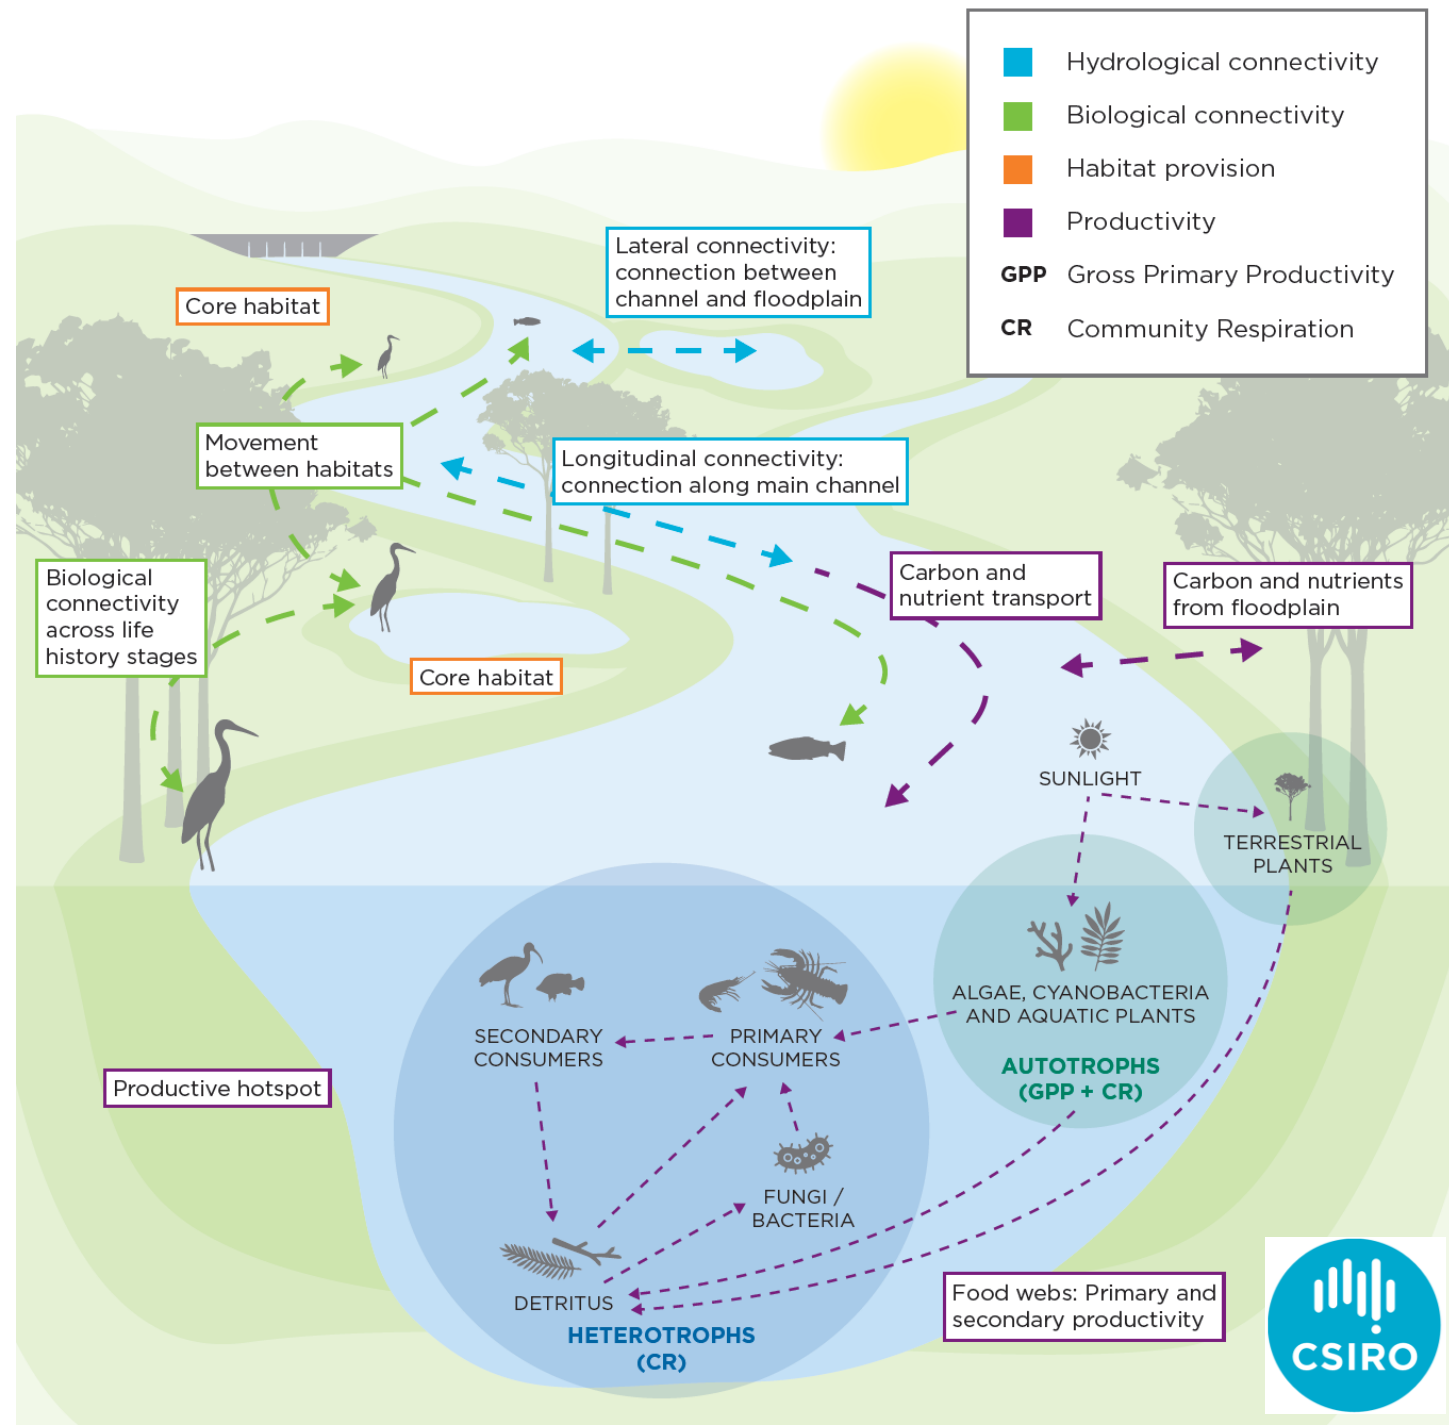 Hydrological connectivity
Biological connectivity
Habitat provision
Productivity
GPP Gross Primary Productivity
CR Community Respiration
Lateral connectivity:
connection between
channel and floodplain
Core habitat
Movement
between habitats
Longitudinal connectivity:
connection along main channel
Biological
connectivity
across life
history stages
Carbon and
nutrient transport
Carbon and nutrients
from floodplain
Core habitat
SUNLIGHT
TERRESTRIAL
PLANTS
ALGAE, CYANOBACTERIA
AND AQUATIC PLANTS
AUTOTROPHS
(GPP + CR)
SECONDARY
CONSUMERS
PRIMARY
CONSUMERS
Productive hotspot
FUNGI /
BACTERIA
DETRITUS
HETEROTROPHS
(CR)
Food webs: Primary and
secondary productivity
CSIRO